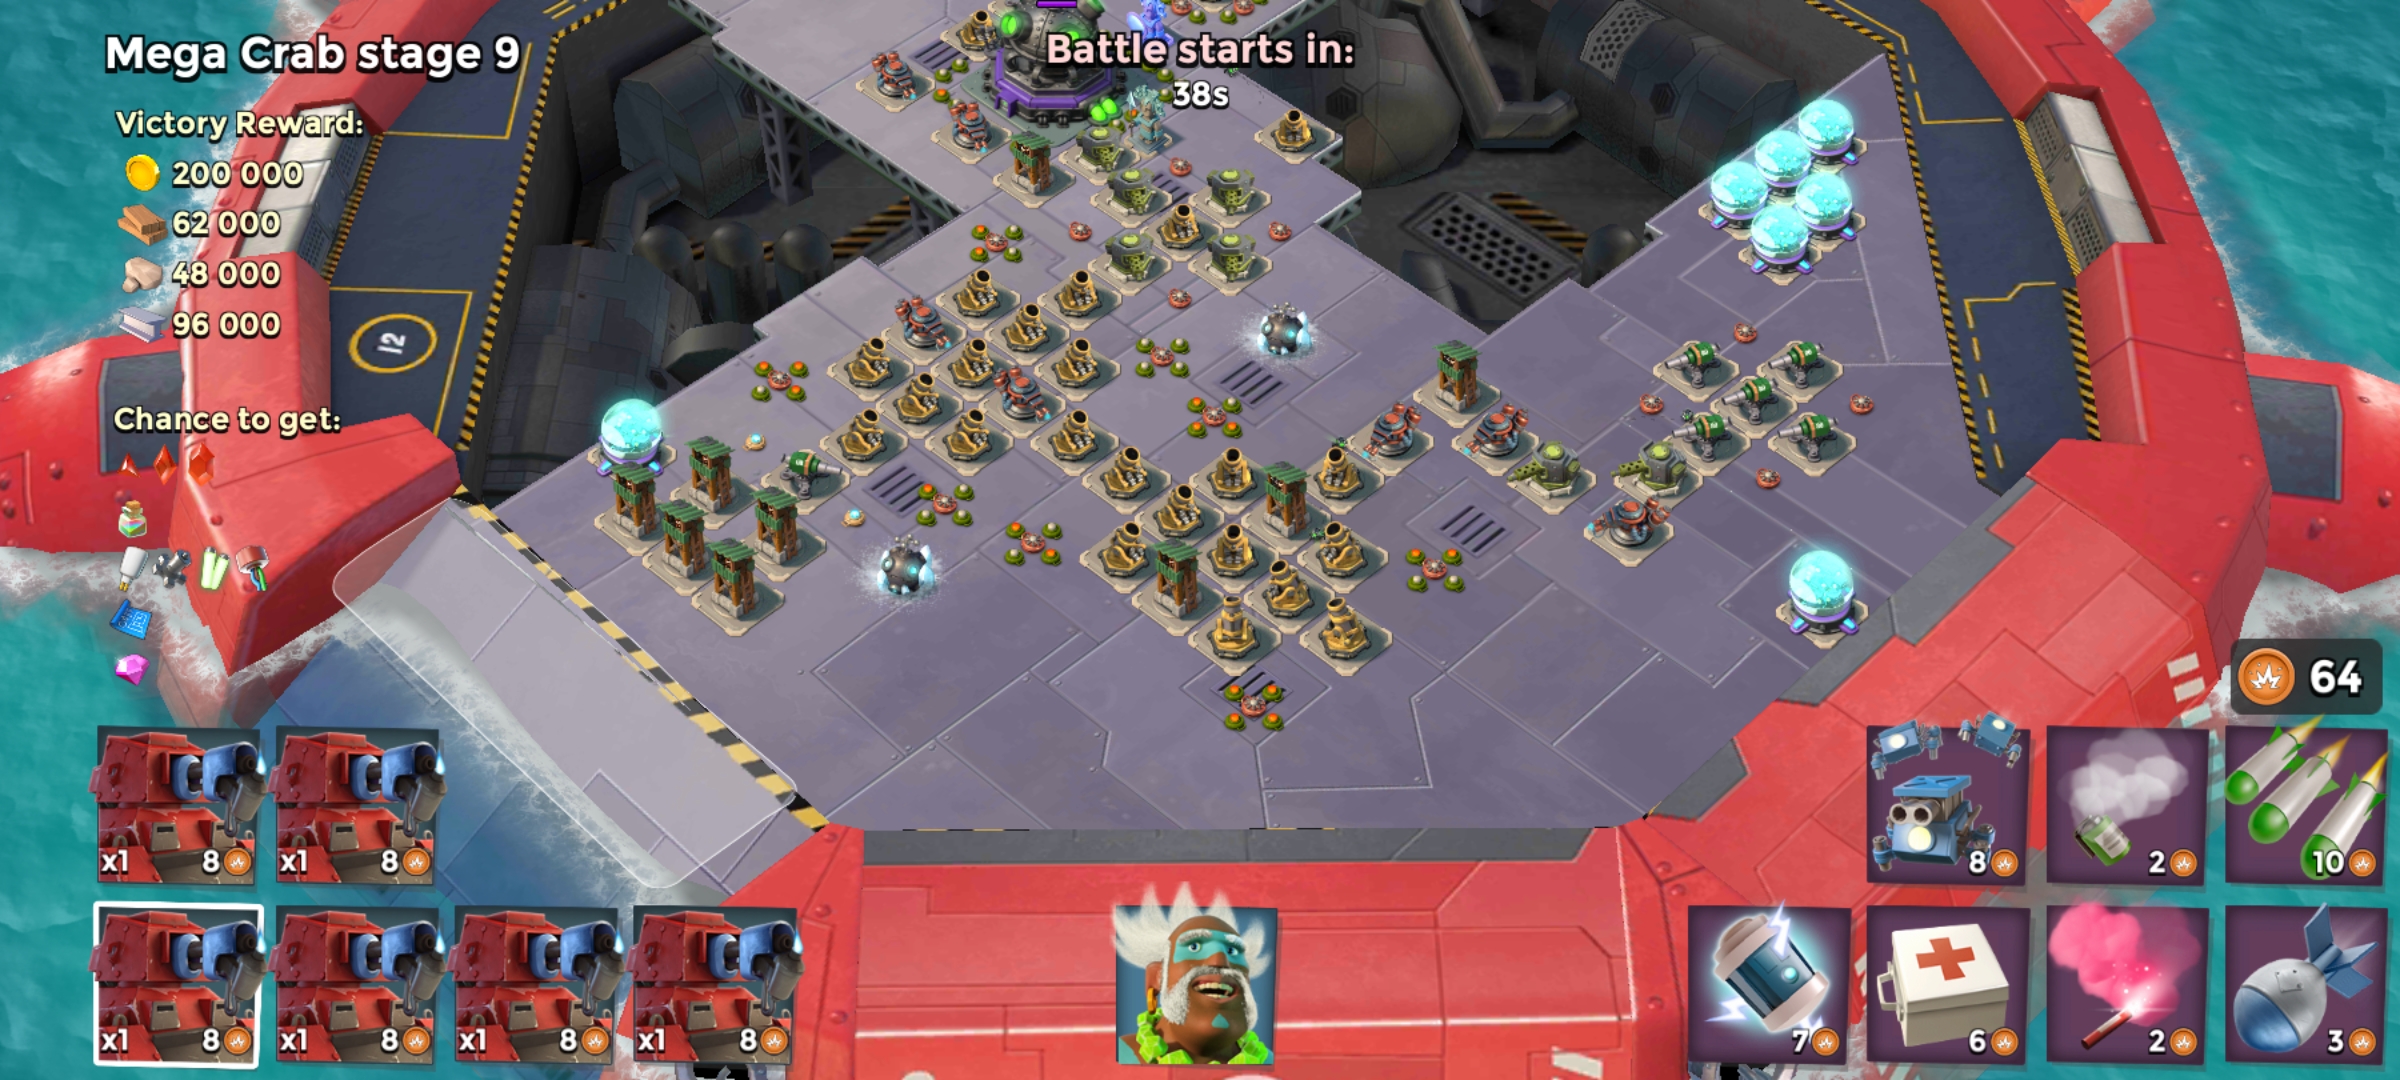 Mega Crab stage 9
Battle starts in:
38s
Victory Reward:
200 000
62 000
48 000
96 000
12
Chance to get:
64
x1 8
x1 8
8
2
10
x1 8
x1 8
x1 8
x1 8
7
6
2
3